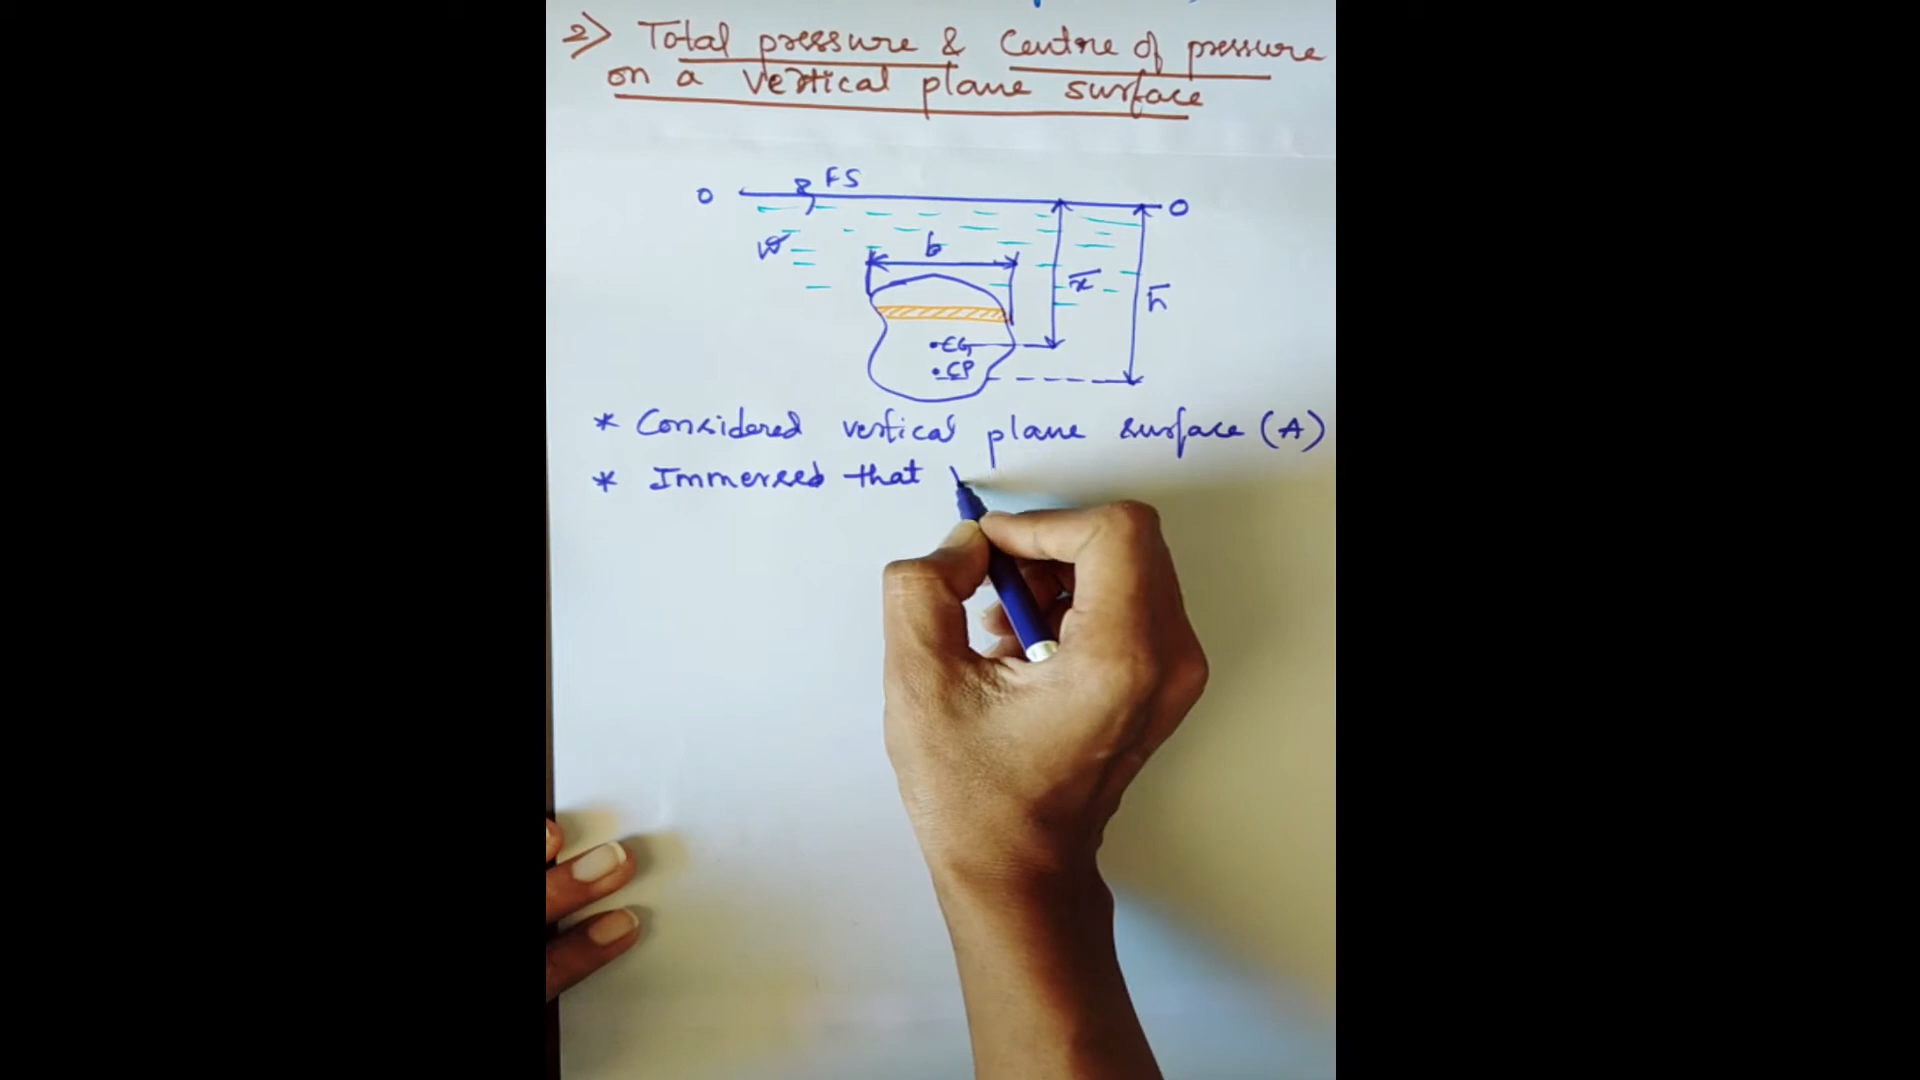 2) Total pressure & Centre of pressure
on a vertical plane surface
FS
O O
w
b
x̄
h̄
CG
CP
* Considered vertical plane surface (A)
* Immersed that